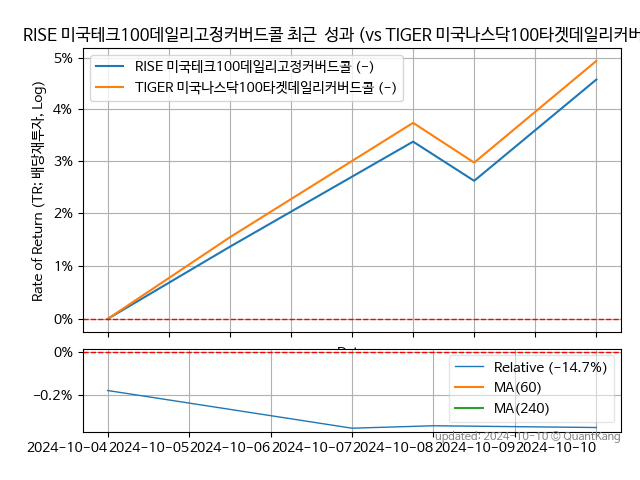 RISE 미국테크100데일리고정커버드콜 최근  성과 (vs TIGER 미국나스닥100타겟데일리커버
RISE 미국테크100데일리고정커버드콜 (-)
TIGER 미국나스닥100타겟데일리커버드콜 (-)
Rate of Return (TR: 배당재투자, Log)
5%
4%
3%
2%
1%
0%
0%
-0.2%
Relative (-14.7%)
MA(60)
MA(240)
updated: 2024-10-10 © QuantKang
2024-10-04 2024-10-05 2024-10-06 2024-10-07 2024-10-08 2024-10-09 2024-10-10